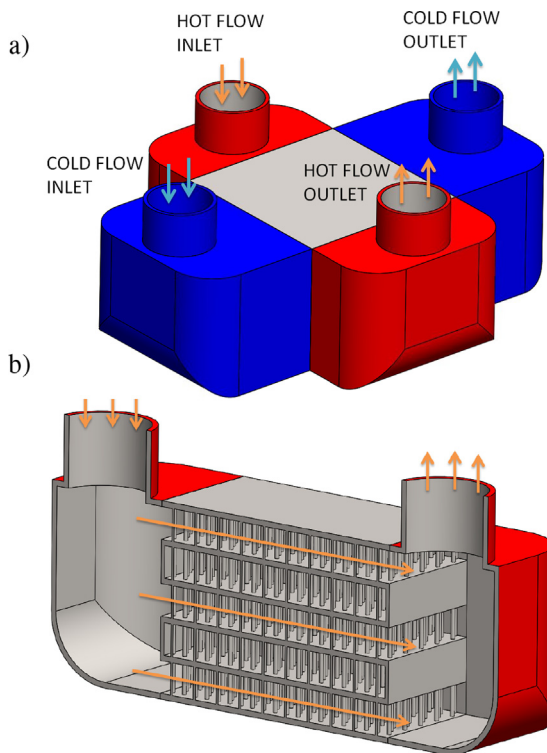 a)
HOT FLOW
INLET
COLD FLOW
OUTLET
COLD FLOW
INLET
HOT FLOW
OUTLET
b)